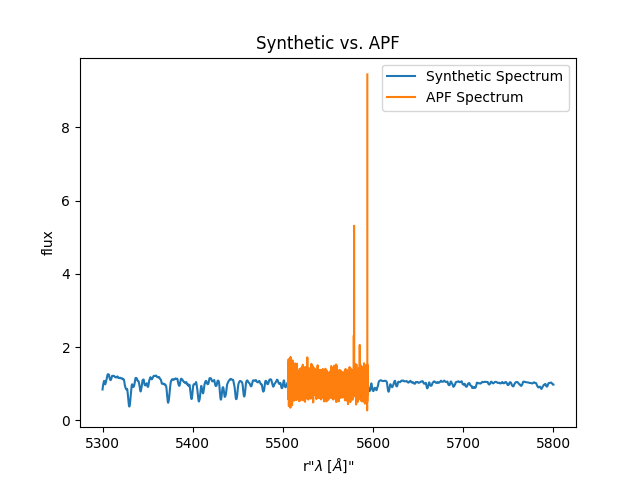 Synthetic vs. APF
Synthetic Spectrum
APF Spectrum
flux
8
6
4
2
0
5300 5400 5500 5600 5700 5800
r"λ [Å]"